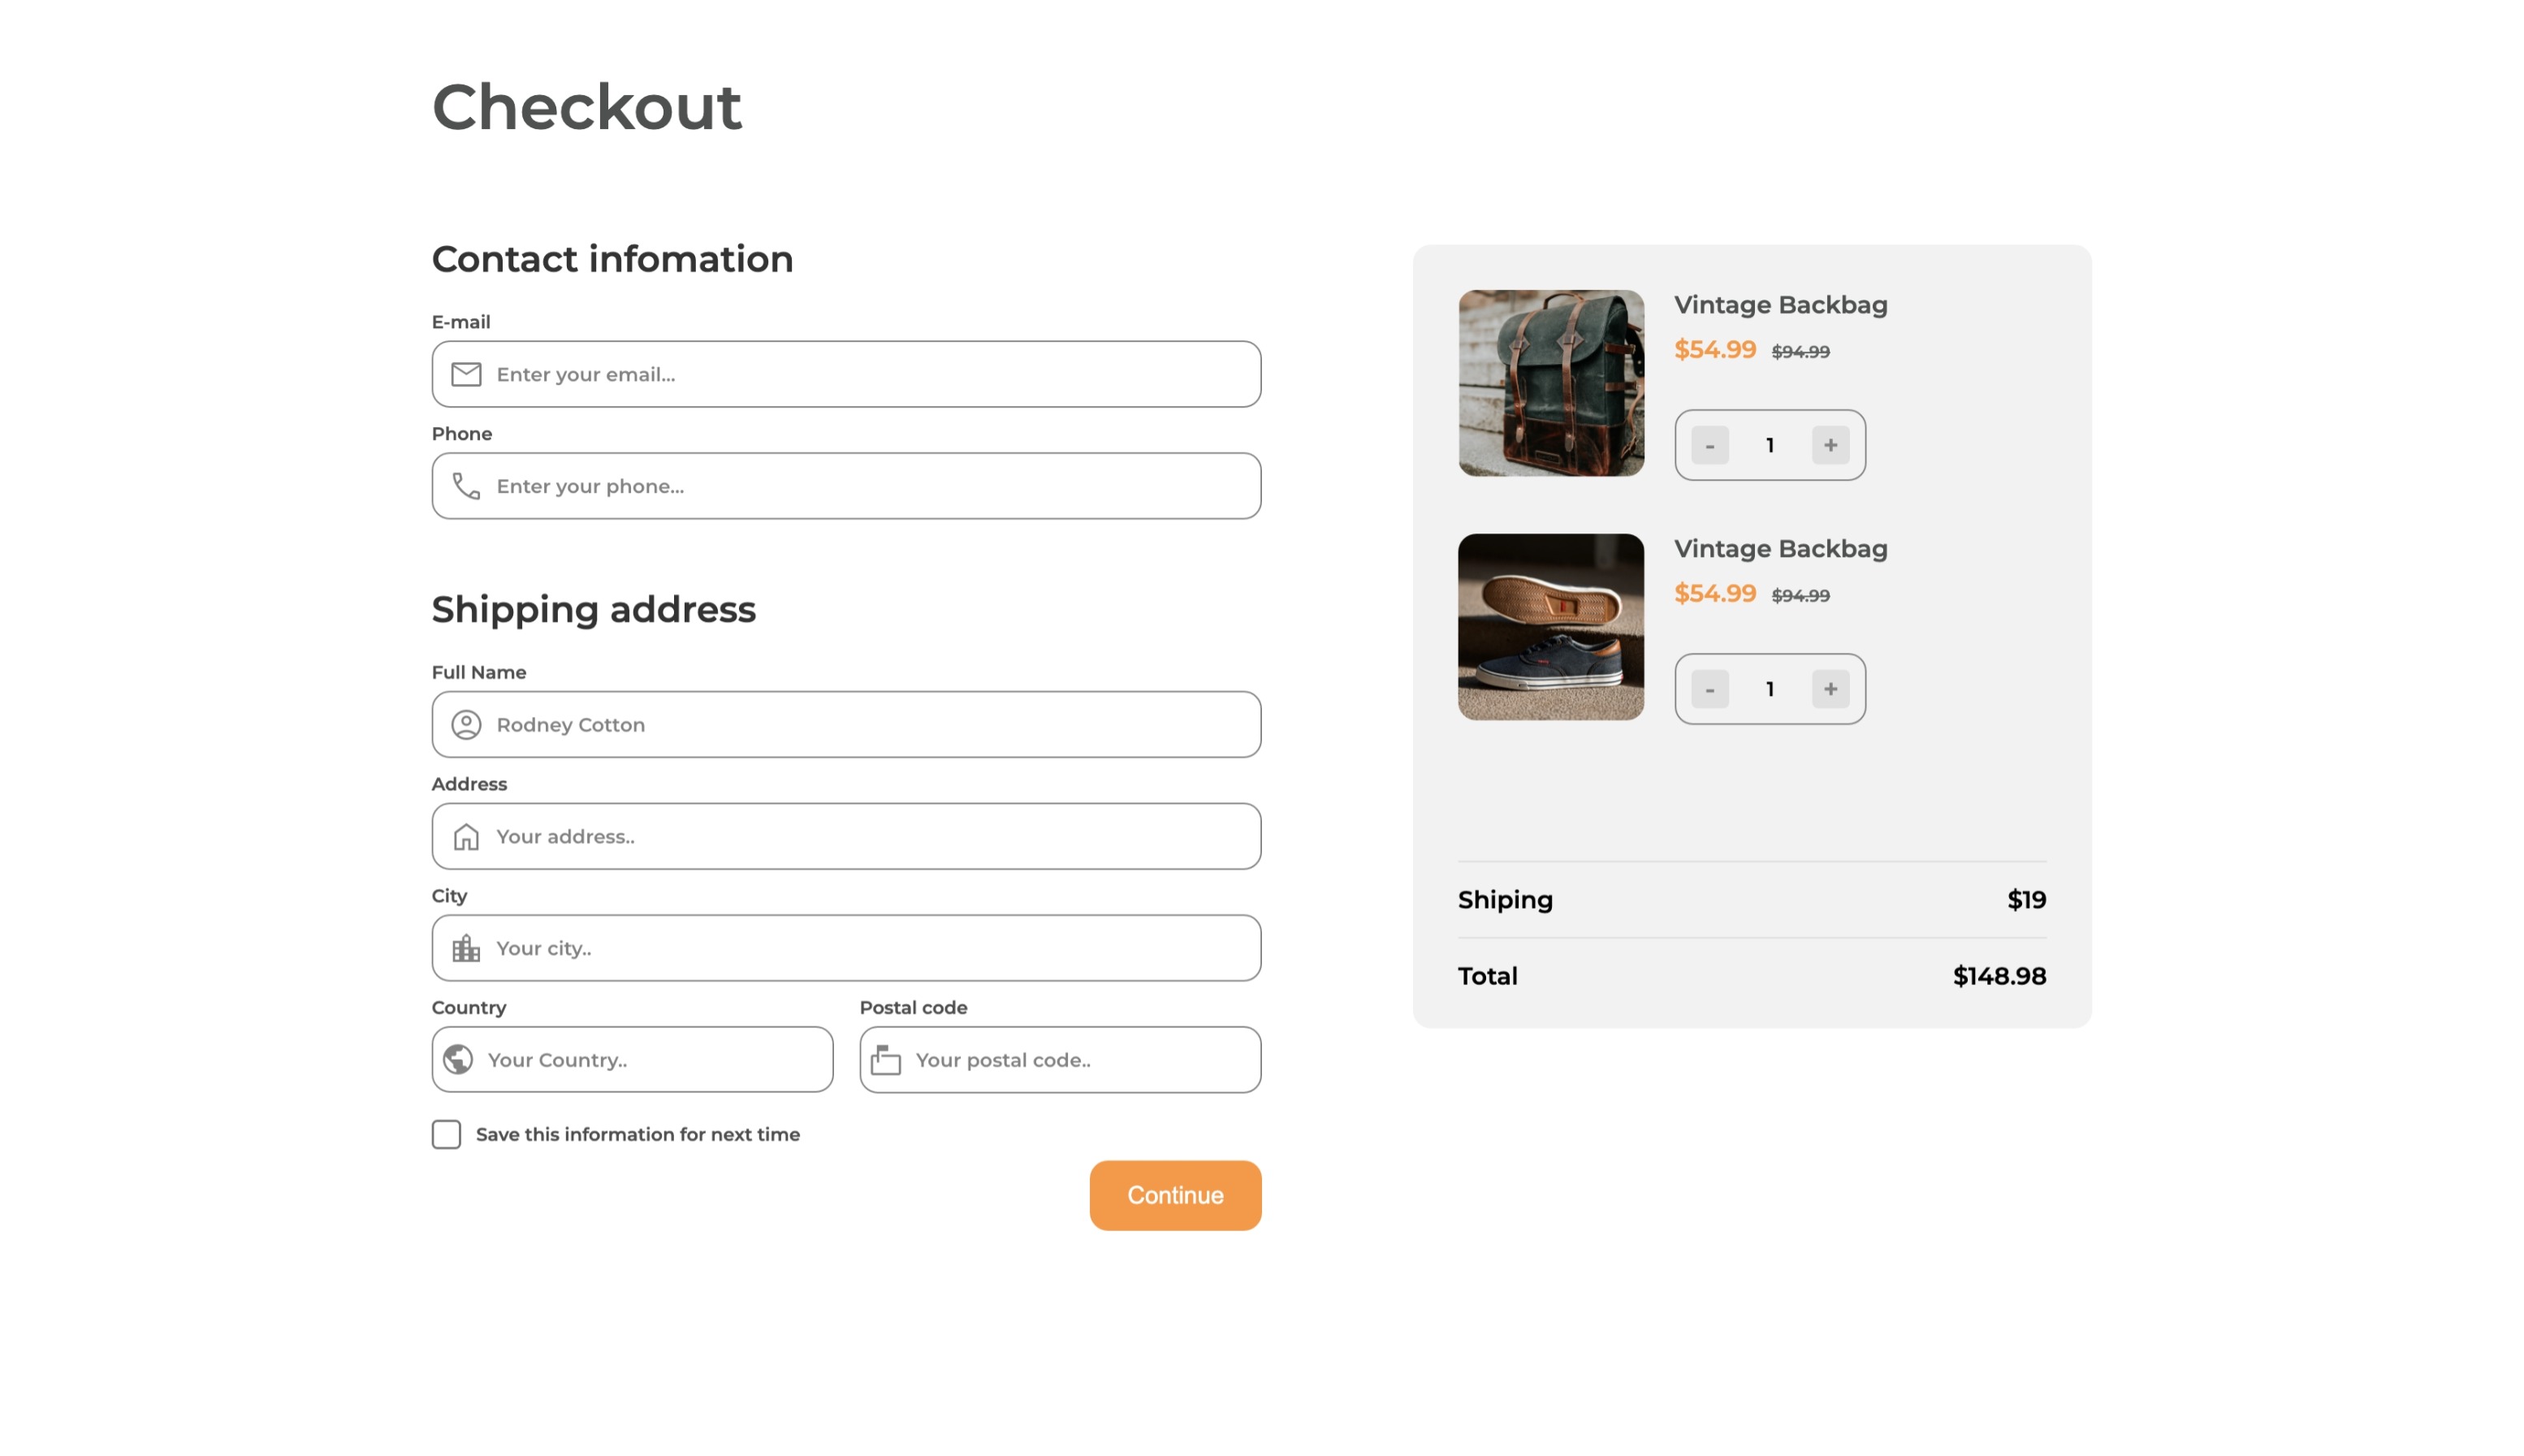 Checkout
Contact infomation
E-mail
Enter your email...
Phone
Enter your phone...
Shipping address
Full Name
Rodney Cotton
Address
Your address..
City
Your city..
Country
Your Country..
Postal code
Your postal code..
Save this information for next time
Continue
Vintage Backbag
$54.99 $94.99
- 1 +
Vintage Backbag
$54.99 $94.99
- 1 +
Shiping $19
Total $148.98